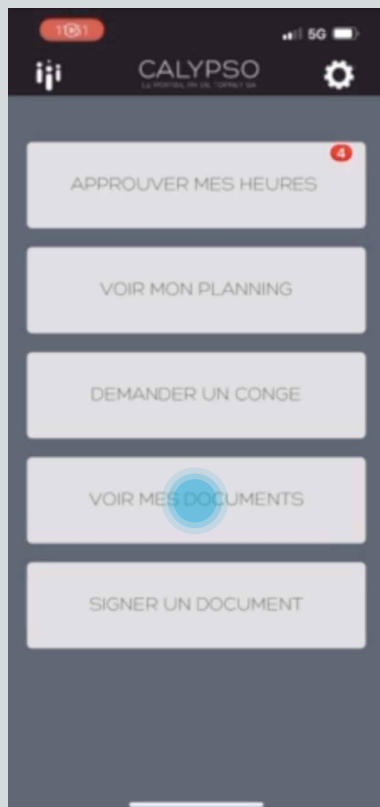 5G
CALYPSO
4
APPROUVER MES HEURES
VOIR MON PLANNING
DEMANDER UN CONGE
VOIR MES DOCUMENTS
SIGNER UN DOCUMENT